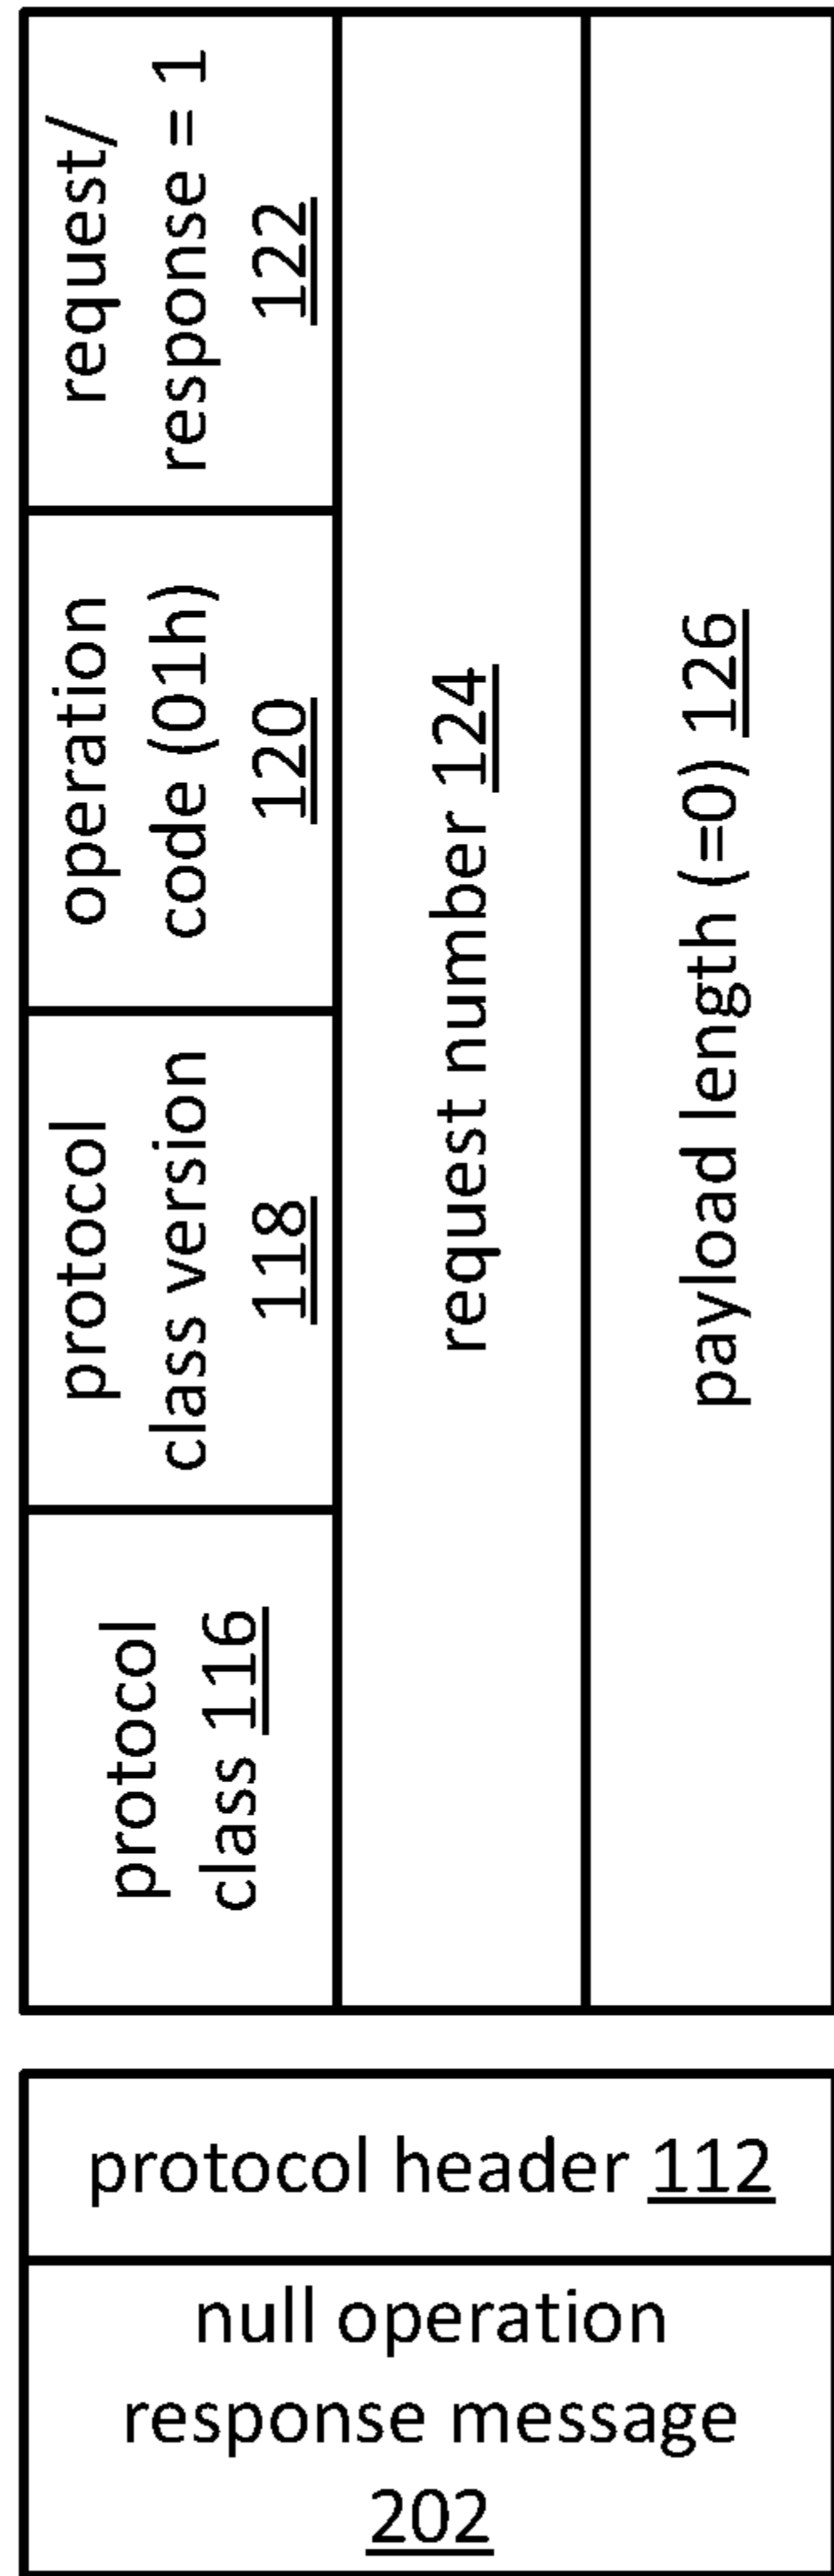 protocol
class 116
protocol
class version
118
operation
code (01h)
120
request/
response = 1
122
request number 124
payload length (=0) 126
protocol header 112
null operation
response message
202